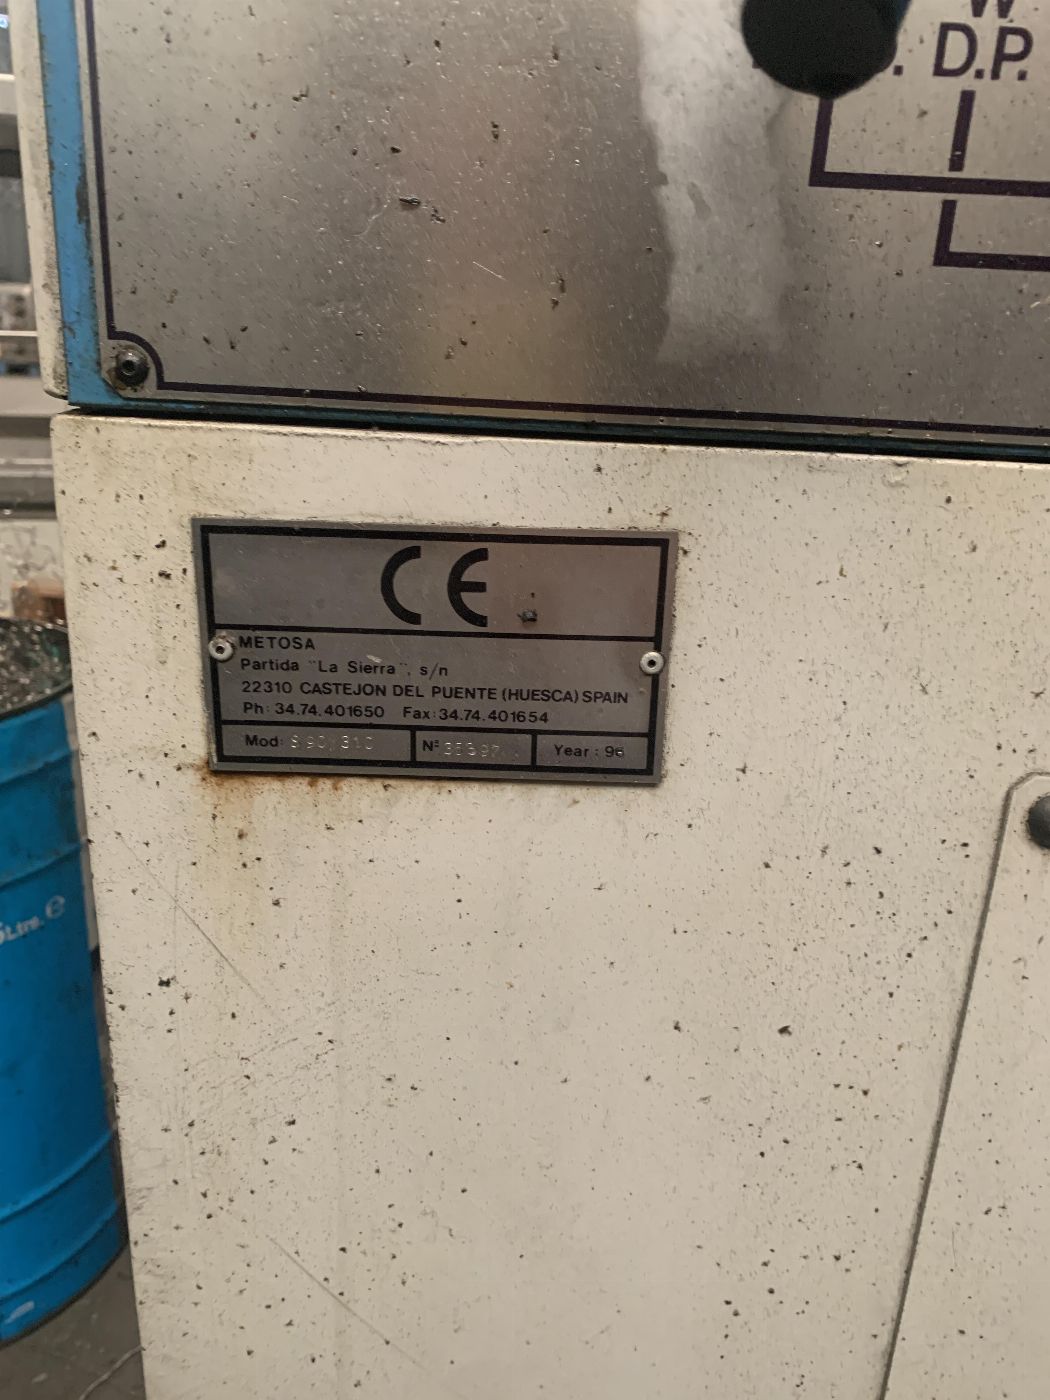 W
D.P.
CE
METOSA
Partida "La Sierra", s/n
22310 CASTEJON DEL PUENTE (HUESCA) SPAIN
Ph: 34.74.401650 Fax: 34.74.401654
Mod: Nº Year: 96
Ltrs. e